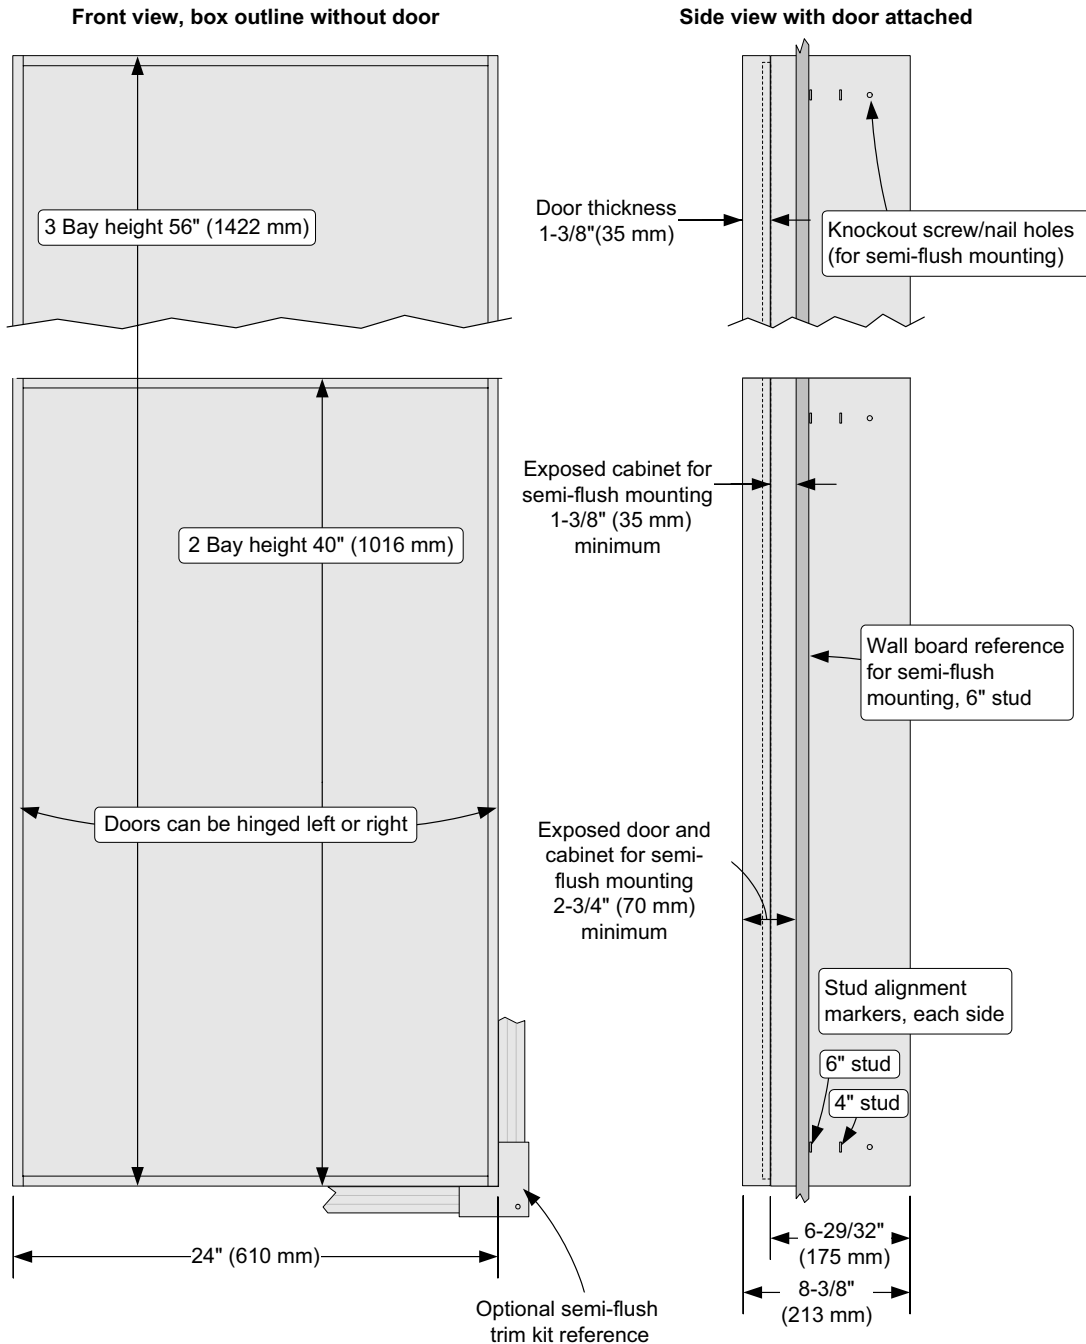 Front view, box outline without door
Side view with door attached
3 Bay height 56" (1422 mm)
Door thickness
1-3/8"(35 mm)
Knockout screw/nail holes
(for semi-flush mounting)
Exposed cabinet for
semi-flush mounting
1-3/8" (35 mm)
minimum
2 Bay height 40" (1016 mm)
Wall board reference
for semi-flush
mounting, 6" stud
Doors can be hinged left or right
Exposed door and
cabinet for semi-
flush mounting
2-3/4" (70 mm)
minimum
Stud alignment
markers, each side
6" stud
4" stud
24" (610 mm)
6-29/32"
(175 mm)
8-3/8"
(213 mm)
Optional semi-flush
trim kit reference